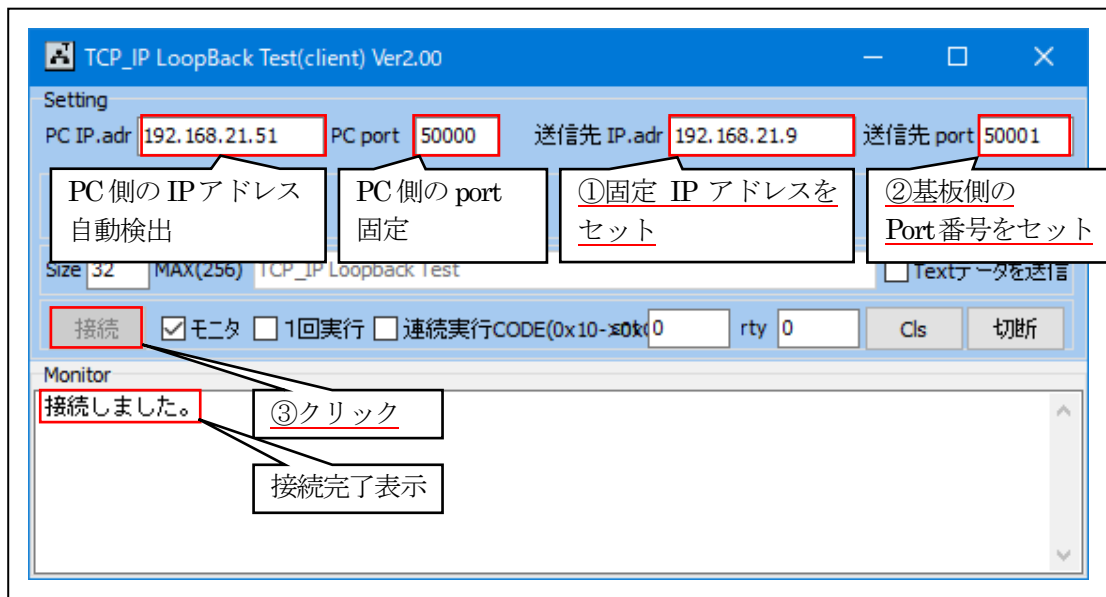 TCP_IP LoopBack Test(client) Ver2.00
Setting
PC IP.adr 192.168.21.51 PC port 50000 送信先 IP.adr 192.168.21.9 送信先 port 50001
PC側のIPアドレス
自動検出
PC側の port
固定
①固定 IP アドレスを
セット
②基板側の
Port番号をセット
Size 32 MAX(256) TCP_IP Loopback Test Textデータを送信
接続 モニタ 1回実行 連続実行CODE(0x10- 0 rty 0 Cls 切断
Monitor
接続しました。
③クリック
接続完了表示